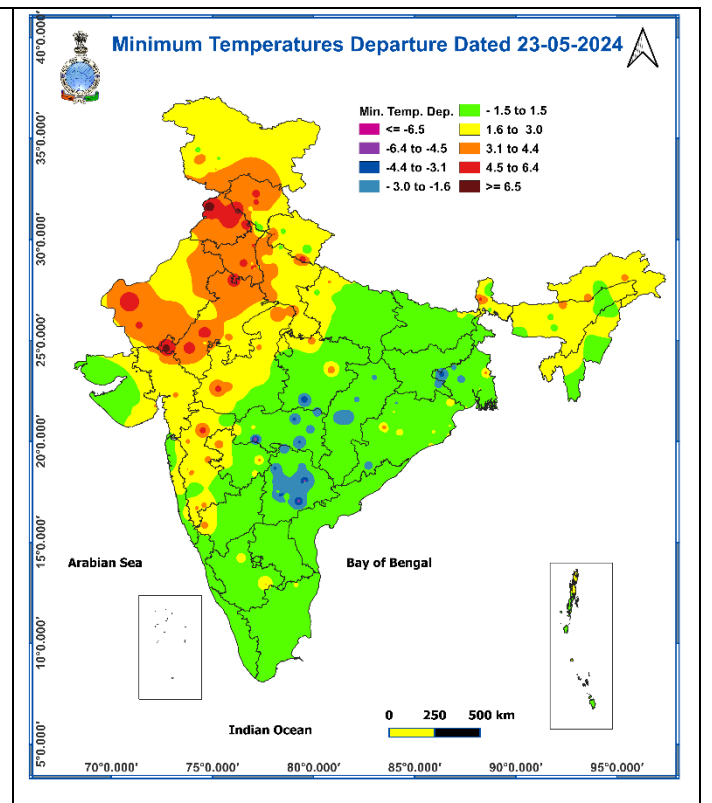 Minimum Temperatures Departure Dated 23-05-2024
Min. Temp. Dep.
<= -6.5
-6.4 to -4.5
-4.4 to -3.1
- 3.0 to -1.6
- 1.5 to 1.5
1.6 to 3.0
3.1 to 4.4
4.5 to 6.4
>= 6.5
40°0.000'
35°0.000'
30°0.000'
25°0.000'
20°0.000'
15°0.000'
10°0.000'
5°0.000'
Arabian Sea
Bay of Bengal
Indian Ocean
0 250 500 km
70°0.000' 75°0.000' 80°0.000' 85°0.000' 90°0.000' 95°0.000'